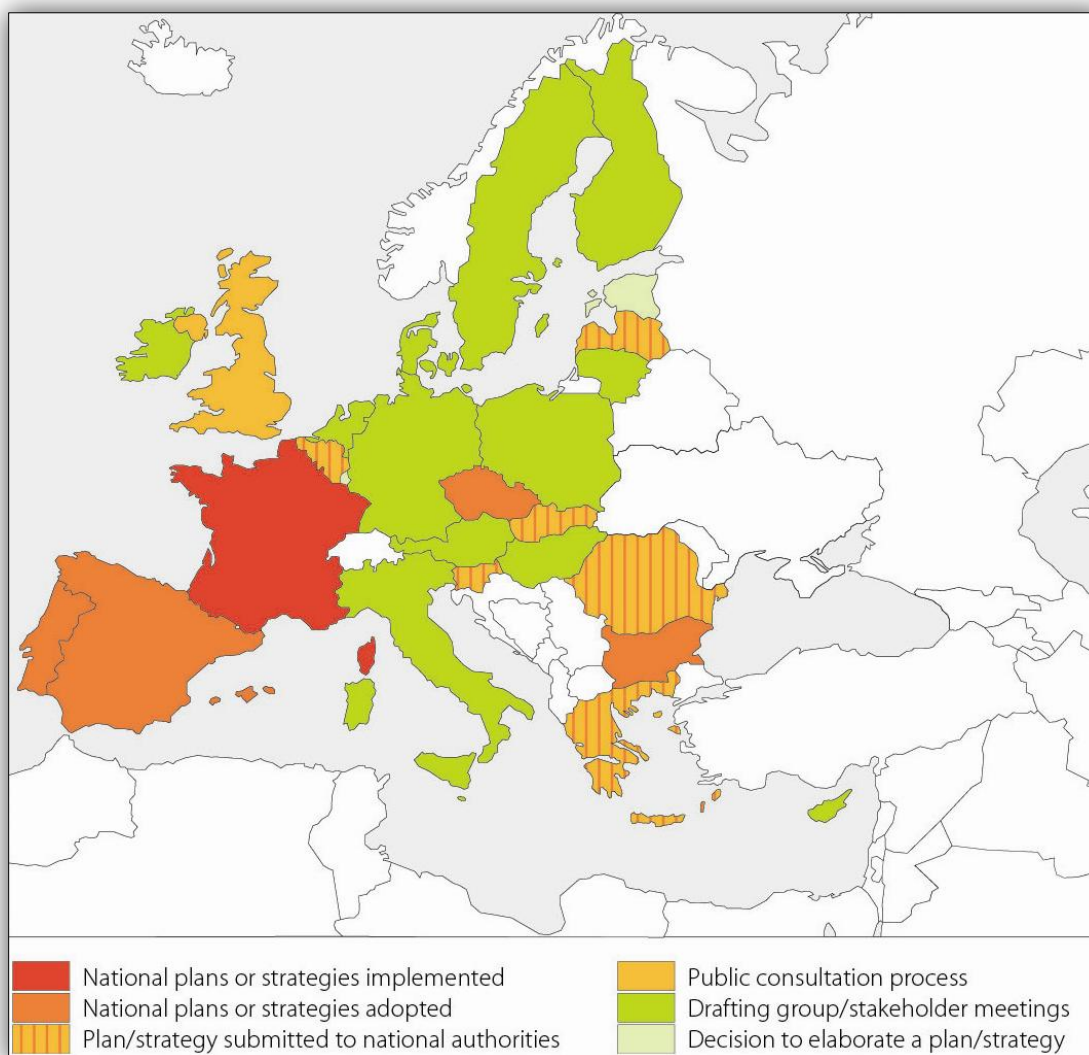 National plans or strategies implemented
National plans or strategies adopted
Plan/strategy submitted to national authorities
Public consultation process
Drafting group/stakeholder meetings
Decision to elaborate a plan/strategy